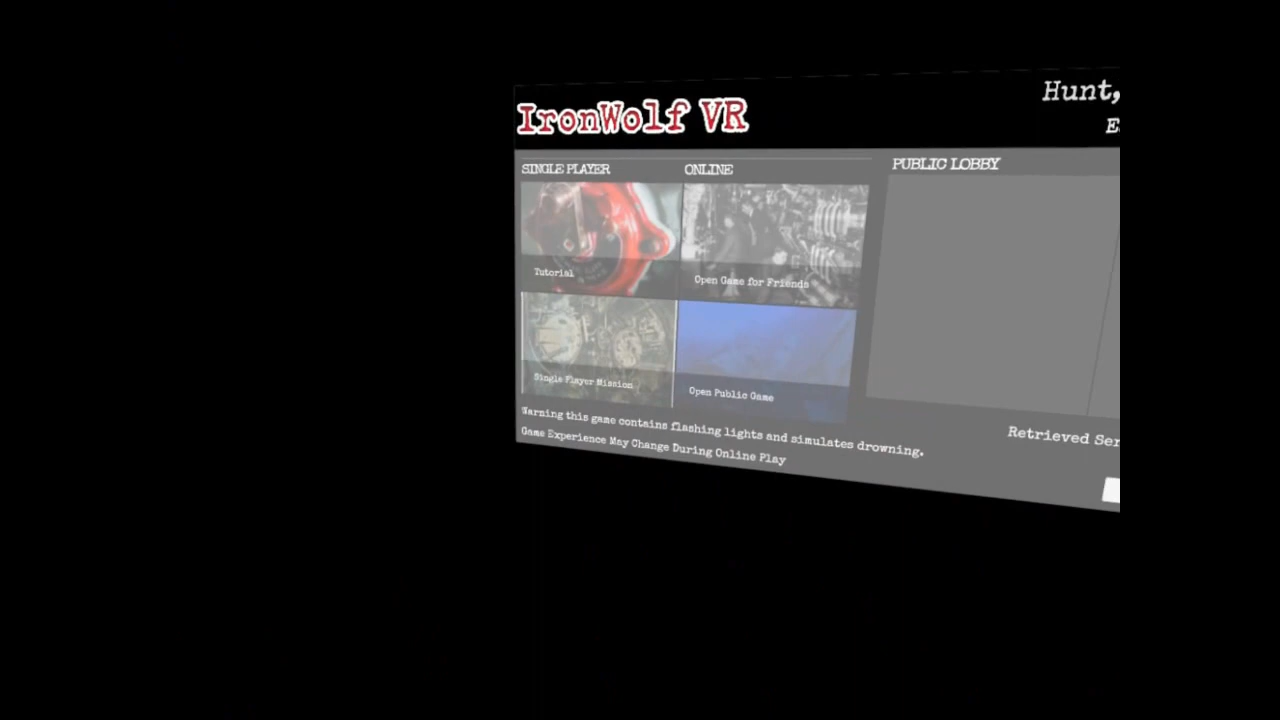 IronWolf VR
Hunt,
SINGLE PLAYER
ONLINE
PUBLIC LOBBY
Tutorial
Open Game for Friends
Single Player Mission
Open Public Game
Warning this game contains flashing lights and simulates drowning.
Game Experience May Change During Online Play
Retrieved Ser